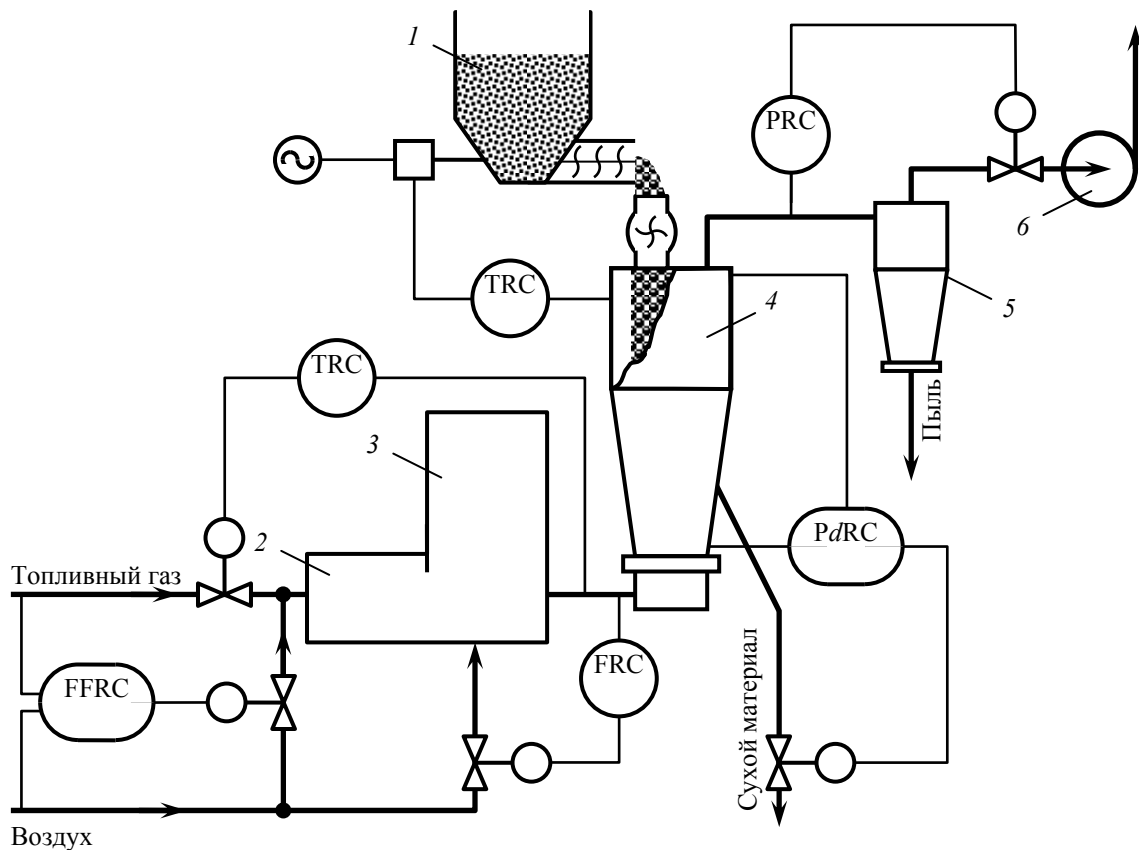 1
PRC
6
TRC
4
5
TRC
Пыль
3
2
PdRC
Топливный газ
FFRC
FRC
Сухой материал
Воздух